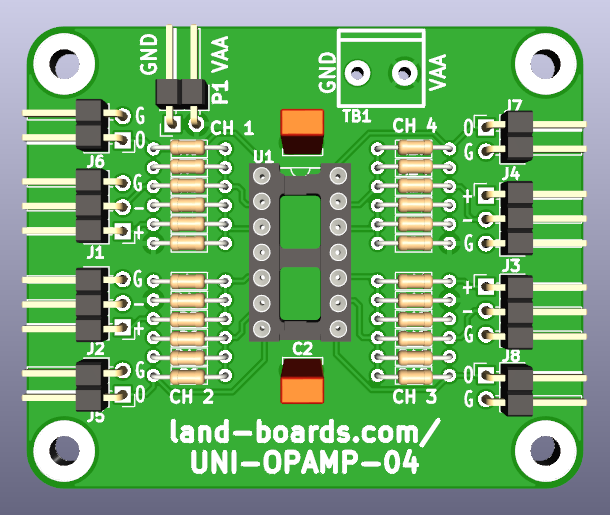 GND
VAA
P1
GND
VAA
TB1
CH 1
CH 4
J7
G
O
O
G
J6
U1
J4
G
-
+
+
-
G
J1
J3
G
-
+
+
-
G
J2
C2
J8
G
O
O
G
J5
CH 2
CH 3
land-boards.com/
UNI-OPAMP-04